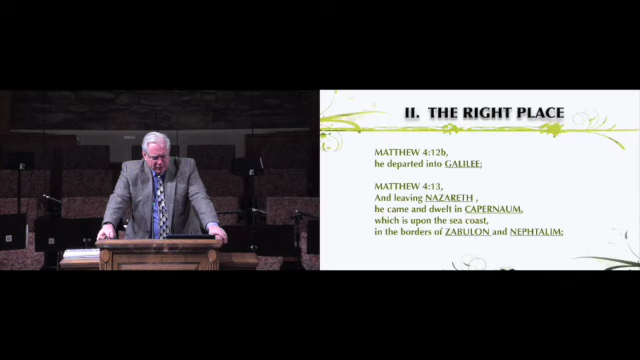 II. THE RIGHT PLACE
MATTHEW 4:12b,
he departed into GALILEE;
MATTHEW 4:13,
And leaving NAZARETH ,
he came and dwelt in CAPERNAUM,
which is upon the sea coast,
in the borders of ZABULON and NEPHTALIM: